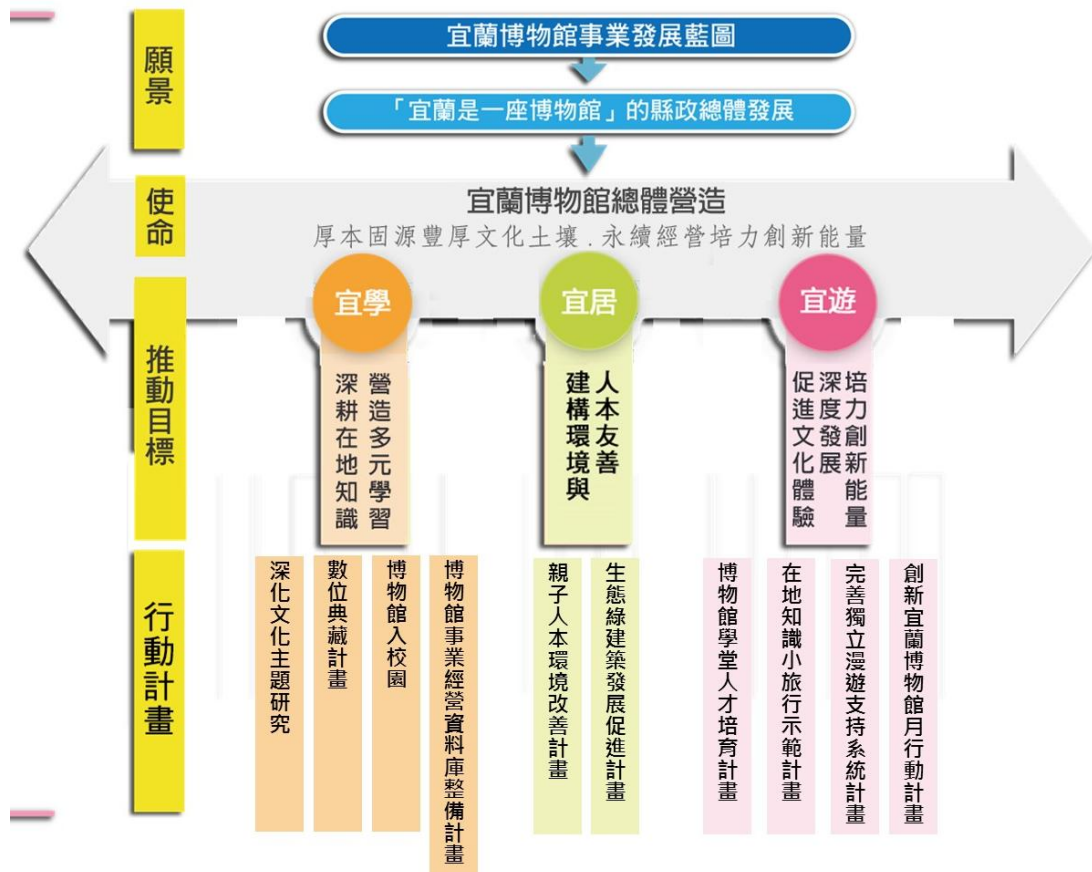 願景
宜蘭博物館事業發展藍圖
「宜蘭是一座博物館」的縣政總體發展
使命
宜蘭博物館總體營造
厚本固源豐厚文化土壤.永續經營培力創新能量
推動目標
宜學
營造多元學習
深耕在地知識
宜居
人本友善
建構環境與
宜遊
培力創新能量
深度發展
促進文化體驗
行動計畫
深化文化主題研究
數位典藏計畫
博物館入校園
博物館事業經營資料庫整備計畫
親子人本環境改善計畫
生態綠建築發展促進計畫
博物館學堂人才培育計畫
在地知識小旅行示範計畫
完善獨立漫遊支持系統計畫
創新宜蘭博物館月行動計畫